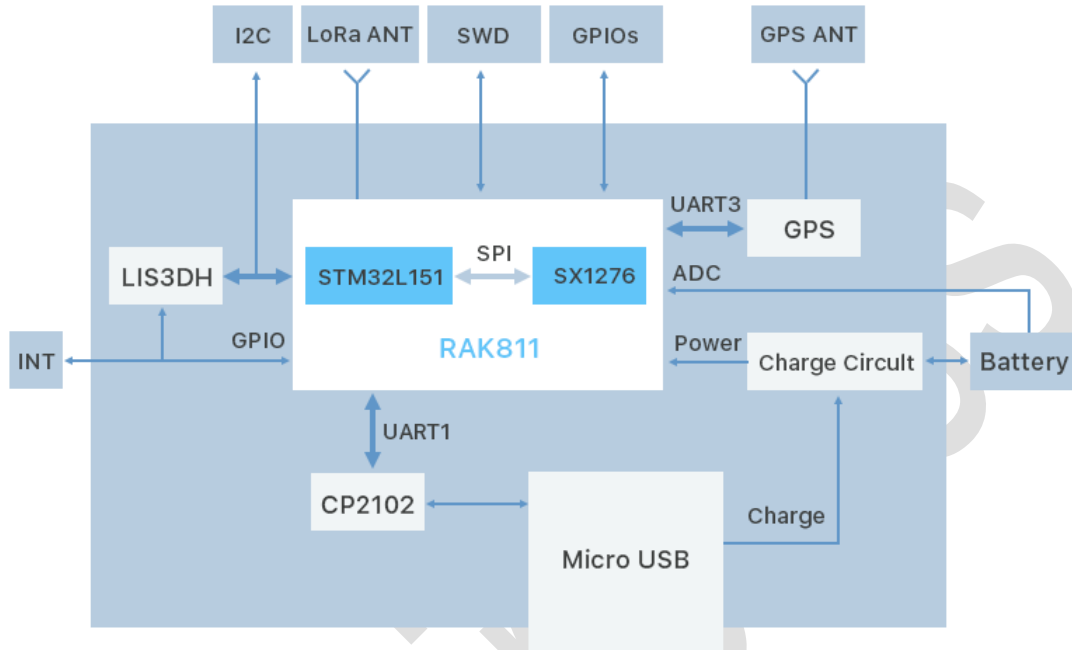 I2C
LoRa ANT
SWD
GPIOs
GPS ANT
UART3
GPS
LIS3DH
STM32L151
SPI
SX1276
ADC
INT
GPIO
RAK811
Power
Charge Circult
Battery
UART1
CP2102
Micro USB
Charge